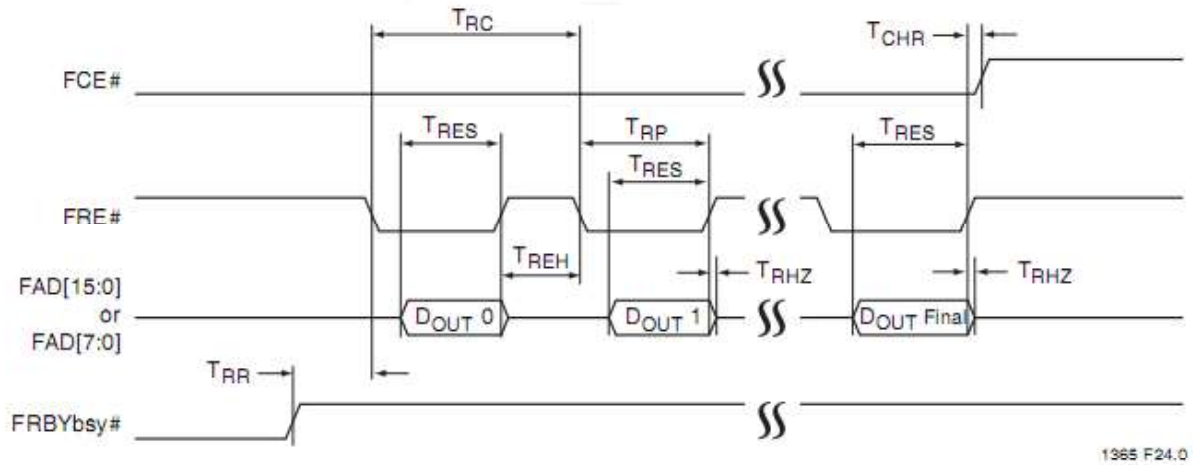 TRC
TCHR
FCE#
TRES
TRP
TRES
TRES
FRE#
TREH
TRHZ
TRHZ
FAD[15:0]
or
FAD[7:0]
DOUT 0
DOUT 1
DOUT Final
TRR
FRBYbsy#
1365 F24.0